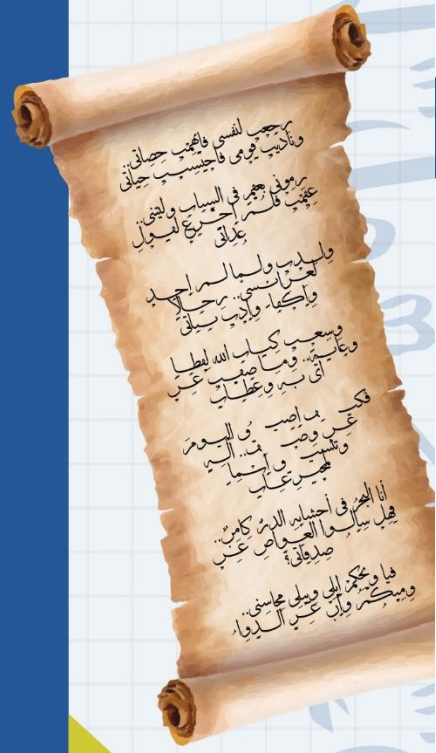 رجعت لنفسي فاتهمت حصاتي..
وناديت قومي فاحتسبت حياتي
رموني بعقم في الشباب وليتني..
عقمت فلم أجزع لقول
عداتي
ولدت ولما لم أجد
لعرائسي.. رجالا
وأكفاء وأدت بناتي
وسعت كتاب الله لفظا
وغاية.. وما ضقت عن
آي به وعظات
اليوم
عن
أنا البحر في أحشائه الدر كامن..
فهل سألوا الغواص عن
صدفاتي؟
فيا ويحكم أبلى وتبلى محاسني..
ومنكم وإن عز الدواء